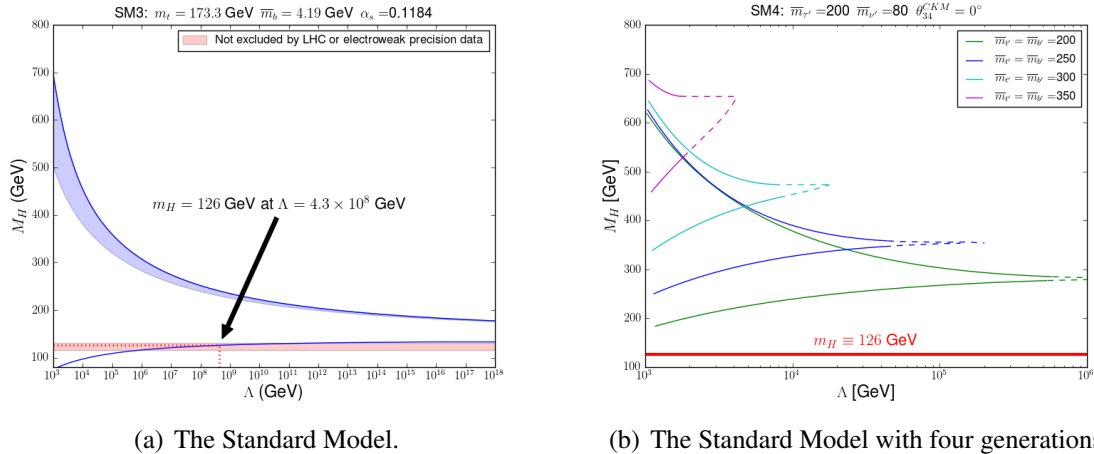 SM3: m_t = 173.3 GeV m̅_b = 4.19 GeV α_s =0.1184
Not excluded by LHC or electroweak precision data
800
700
600
500
400
300
200
100
M_H (GeV)
m_H = 126 GeV at Λ = 4.3 × 10^8 GeV
10^3 10^4 10^5 10^6 10^7 10^8 10^9 10^10 10^11 10^12 10^13 10^14 10^15 10^16 10^17 10^18
Λ (GeV)
(a) The Standard Model.
SM4: m̅_τ′ =200 m̅_ν′ =80 θ_34^CKM = 0°
m̅_t′ = m̅_b′ =200
m̅_t′ = m̅_b′ =250
m̅_t′ = m̅_b′ =300
m̅_t′ = m̅_b′ =350
800
700
600
500
400
300
200
100
M_H [GeV]
m_H ≡ 126 GeV
10^3 10^4 10^5 10^6
Λ [GeV]
(b) The Standard Model with four generations